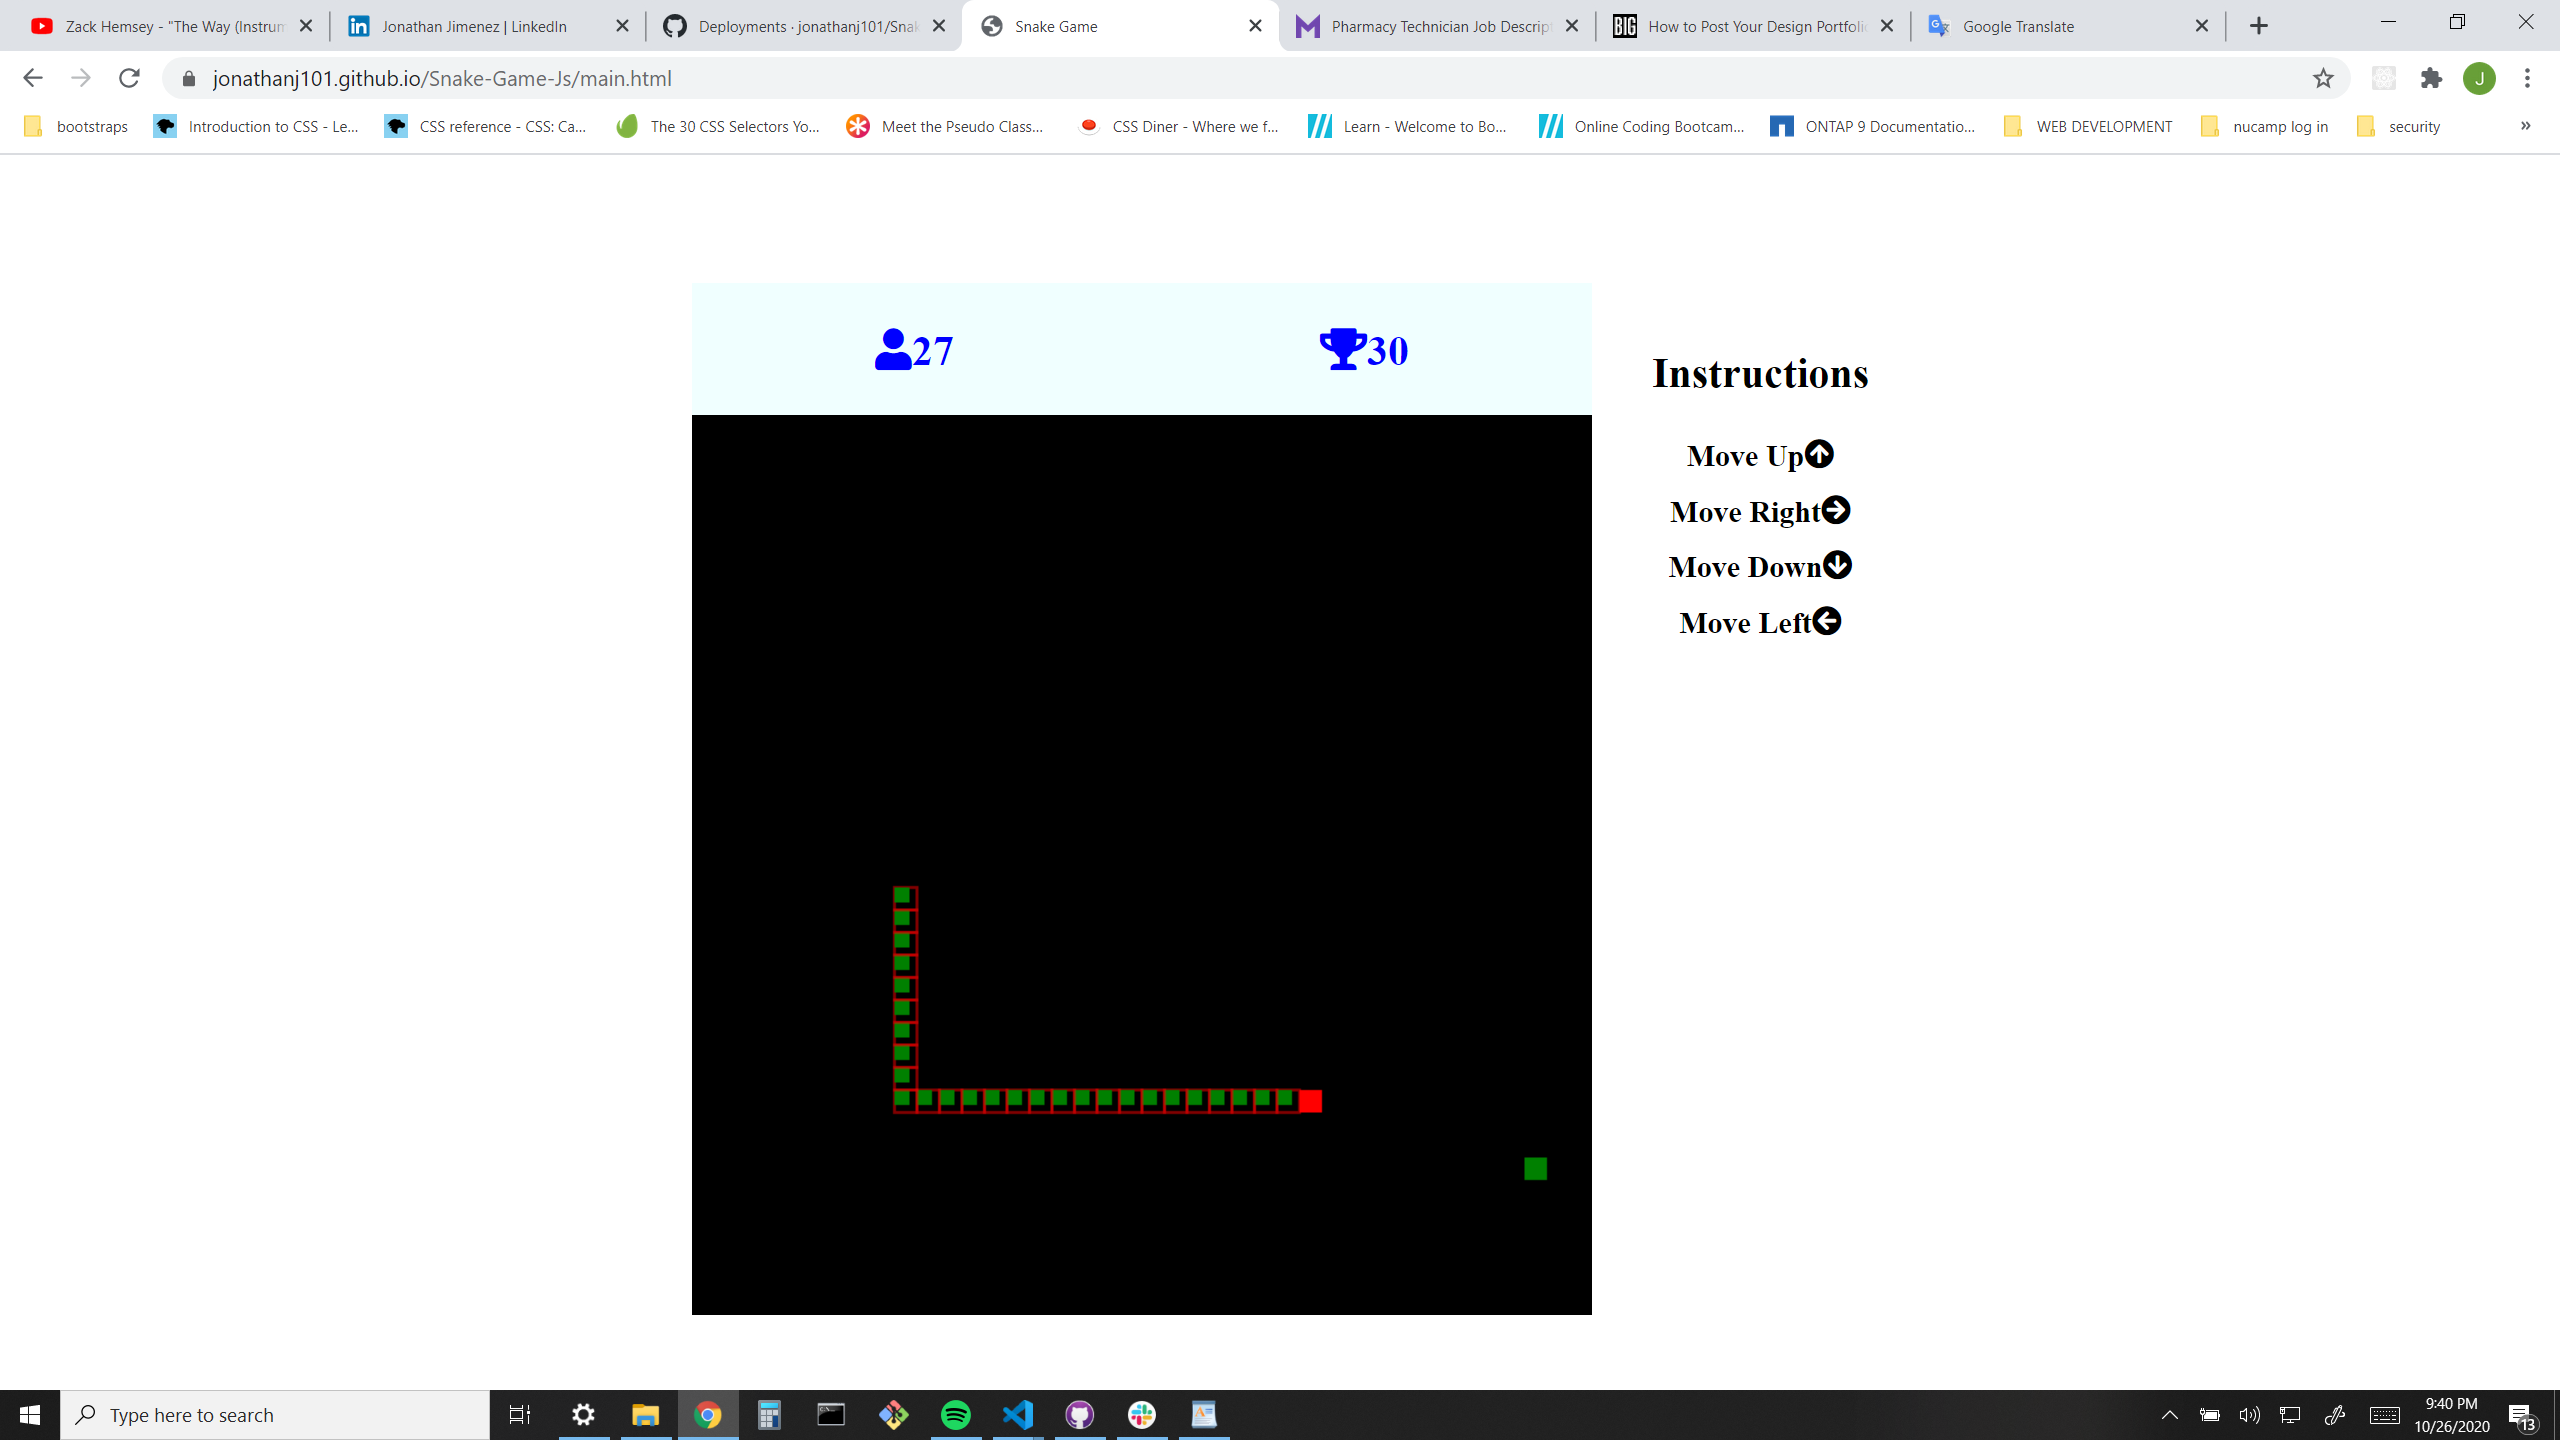 Zack Hemsey - "The Way (Instrum
Jonathan Jimenez | LinkedIn
Deployments · jonathanj101/Snak
Snake Game
Pharmacy Technician Job Descript
BIG
How to Post Your Design Portfolio
Google Translate
jonathanj101.github.io/Snake-Game-Js/main.html
J
bootstraps
Introduction to CSS - Le...
CSS reference - CSS: Ca...
The 30 CSS Selectors Yo...
Meet the Pseudo Class...
CSS Diner - Where we f...
Learn - Welcome to Bo...
Online Coding Bootcam...
ONTAP 9 Documentatio...
WEB DEVELOPMENT
nucamp log in
security
»
27
30
Instructions
Move Up
Move Right
Move Down
Move Left
Type here to search
9:40 PM
10/26/2020
13